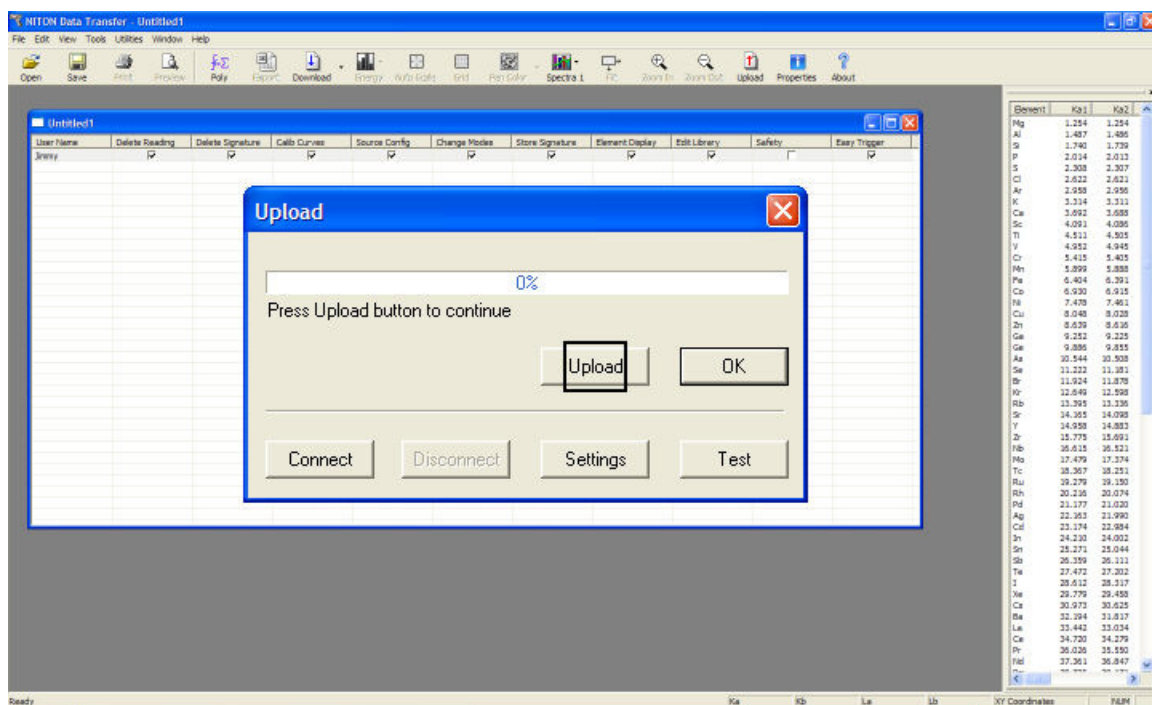 NITON Data Transfer - Untitled1
File Edit View Tools Utilities Window Help
Open Save Print Preview Poly Export Download Energy Auto Scale Grid Pen Color Spectra 1 Fit Zoom In Zoom Out Upload Properties About
Untitled1
User Name Delete Reading Delete Signature Calib Curves Source Config Change Modes Store Signature Element Display Edit Library Safety Easy Trigger
Jimmy
Upload
0%
Press Upload button to continue
Upload OK
Connect Disconnect Settings Test
Element Ka1 Ka2
Mg 1.254 1.254
Al 1.487 1.486
Si 1.740 1.739
P 2.014 2.013
S 2.308 2.307
Cl 2.622 2.621
Ar 2.958 2.956
K 3.314 3.311
Ca 3.692 3.688
Sc 4.091 4.086
Ti 4.511 4.505
V 4.952 4.945
Cr 5.415 5.405
Mn 5.899 5.888
Fe 6.404 6.391
Co 6.930 6.915
Ni 7.478 7.461
Cu 8.048 8.028
Zn 8.639 8.616
Ga 9.252 9.225
Ge 9.886 9.855
As 10.544 10.508
Se 11.222 11.181
Br 11.924 11.878
Kr 12.649 12.598
Rb 13.395 13.336
Sr 14.165 14.098
Y 14.958 14.883
Zr 15.775 15.691
Nb 16.615 16.521
Mo 17.479 17.374
Tc 18.367 18.251
Ru 19.279 19.150
Rh 20.216 20.074
Pd 21.177 21.020
Ag 22.163 21.990
Cd 23.174 22.984
In 24.210 24.002
Sn 25.271 25.044
Sb 26.359 26.111
Te 27.472 27.202
I 28.612 28.317
Xe 29.779 29.458
Cs 30.973 30.625
Ba 32.194 31.817
La 33.442 33.034
Ce 34.720 34.279
Pr 36.026 35.550
Nd 37.361 36.847
Ready Ka Kb La Lb XY Coordinates NUM